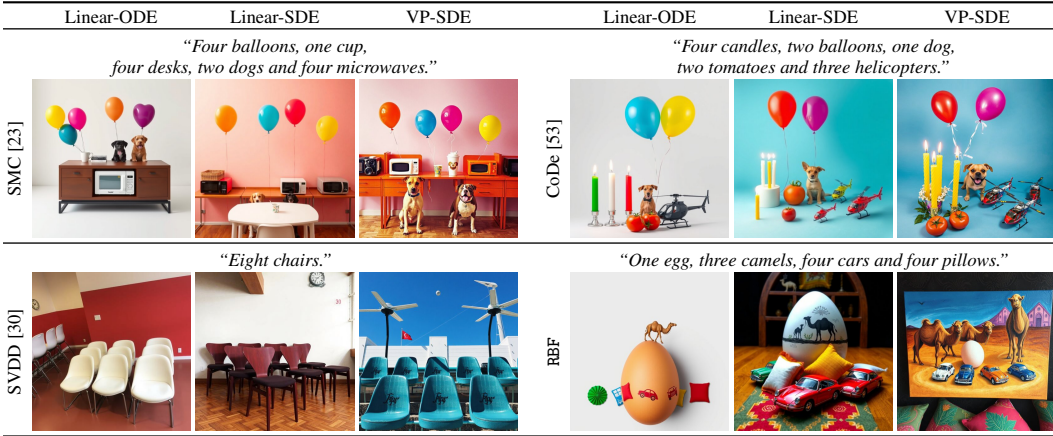 Linear-ODE Linear-SDE VP-SDE Linear-ODE Linear-SDE VP-SDE
“Four balloons, one cup,
four desks, two dogs and four microwaves.”
“Four candles, two balloons, one dog,
two tomatoes and three helicopters.”
SMC [23]
CoDe [53]
“Eight chairs.”
“One egg, three camels, four cars and four pillows.”
SVDD [30]
RBF